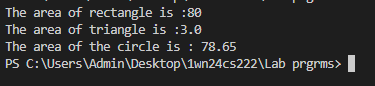 The area of rectangle is :80
The area of triangle is :3.0
The area of the circle is : 78.65
PS C:\Users\Admin\Desktop\1wn24cs222\Lab prgrms>